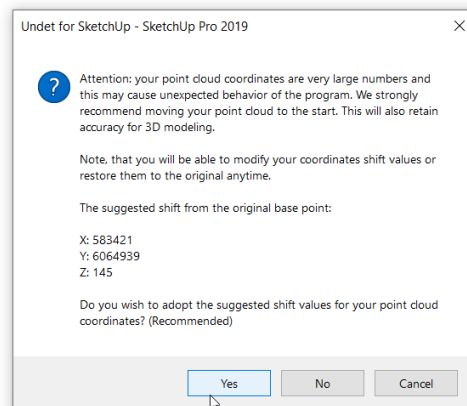 Undet for SketchUp - SketchUp Pro 2019
Attention: your point cloud coordinates are very large numbers and
this may cause unexpected behavior of the program. We strongly
recommend moving your point cloud to the start. This will also retain
accuracy for 3D modeling.
Note, that you will be able to modify your coordinates shift values or
restore them to the original anytime.
The suggested shift from the original base point:
X: 583421
Y: 6064939
Z: 145
Do you wish to adopt the suggested shift values for your point cloud
coordinates? (Recommended)
Yes No Cancel